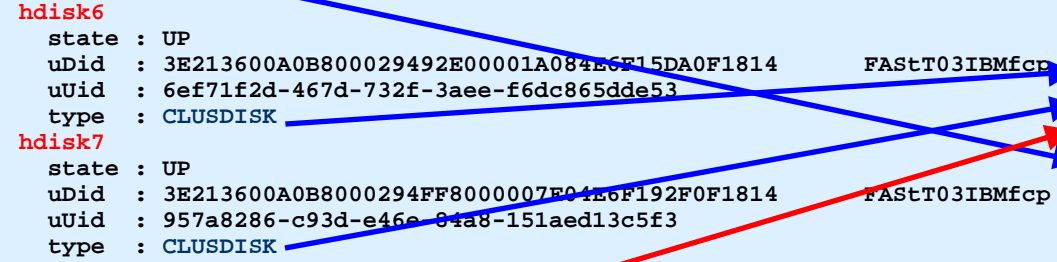 hdisk6
state : UP
uDid : 3E213600A0B800029492E00001A084E6F15DA0F1814 FAStT03IBMfcp
uUid : 6ef71f2d-467d-732f-3aee-f6dc865dde53
type : CLUSDISK
hdisk7
state : UP
uDid : 3E213600A0B8000294FF8000007E04E6F192F0F1814 FAStT03IBMfcp
uUid : 957a8286-c93d-e46e-84a8-151aed13c5f3
type : CLUSDISK